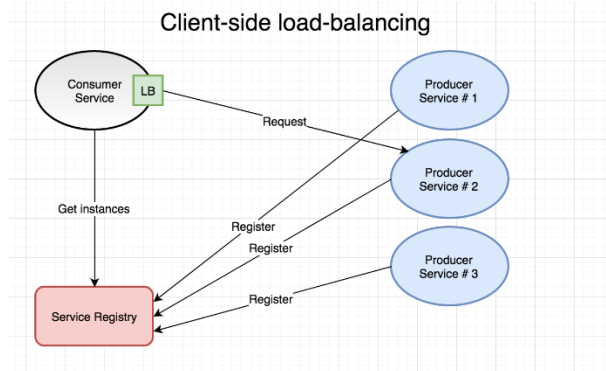 Client-side load-balancing
Consumer
Service
LB
Producer
Service # 1
Request
Producer
Service # 2
Get instances
Register
Register
Producer
Service # 3
Register
Service Registry